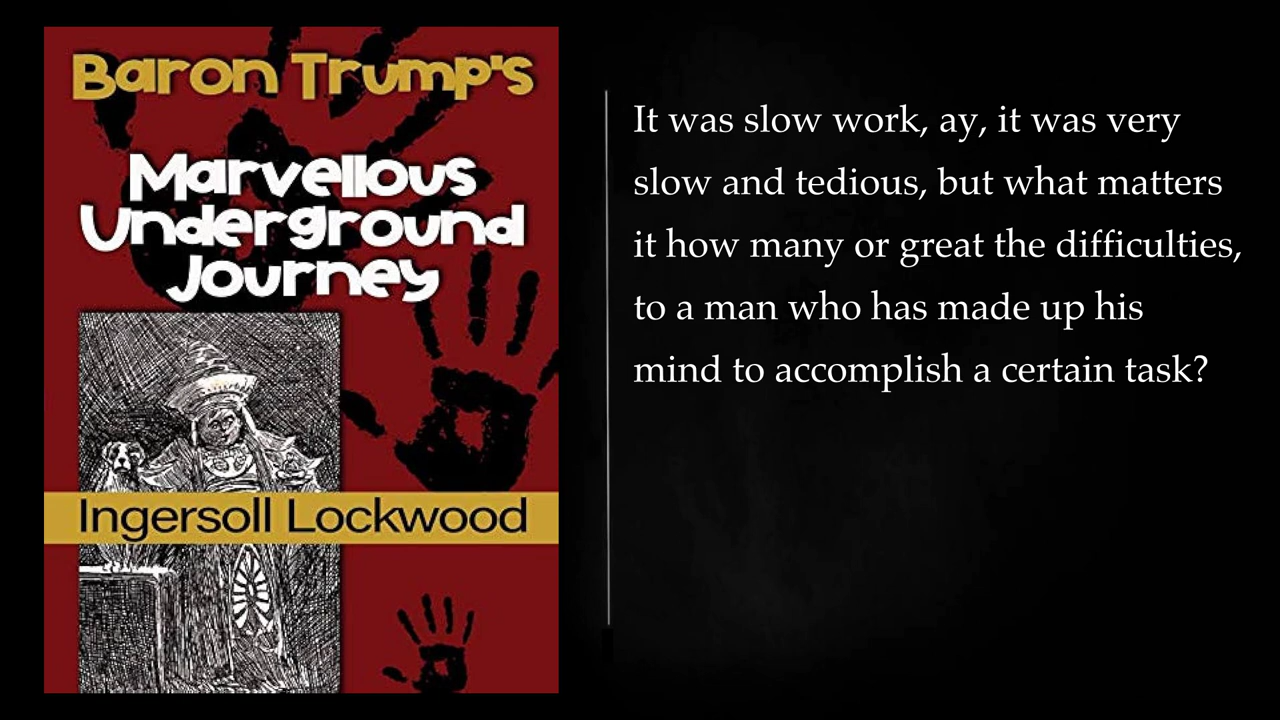 Baron Trump's
Marvellous
Underground
Journey
Ingersoll Lockwood
It was slow work, ay, it was very
slow and tedious, but what matters
it how many or great the difficulties,
to a man who has made up his
mind to accomplish a certain task?